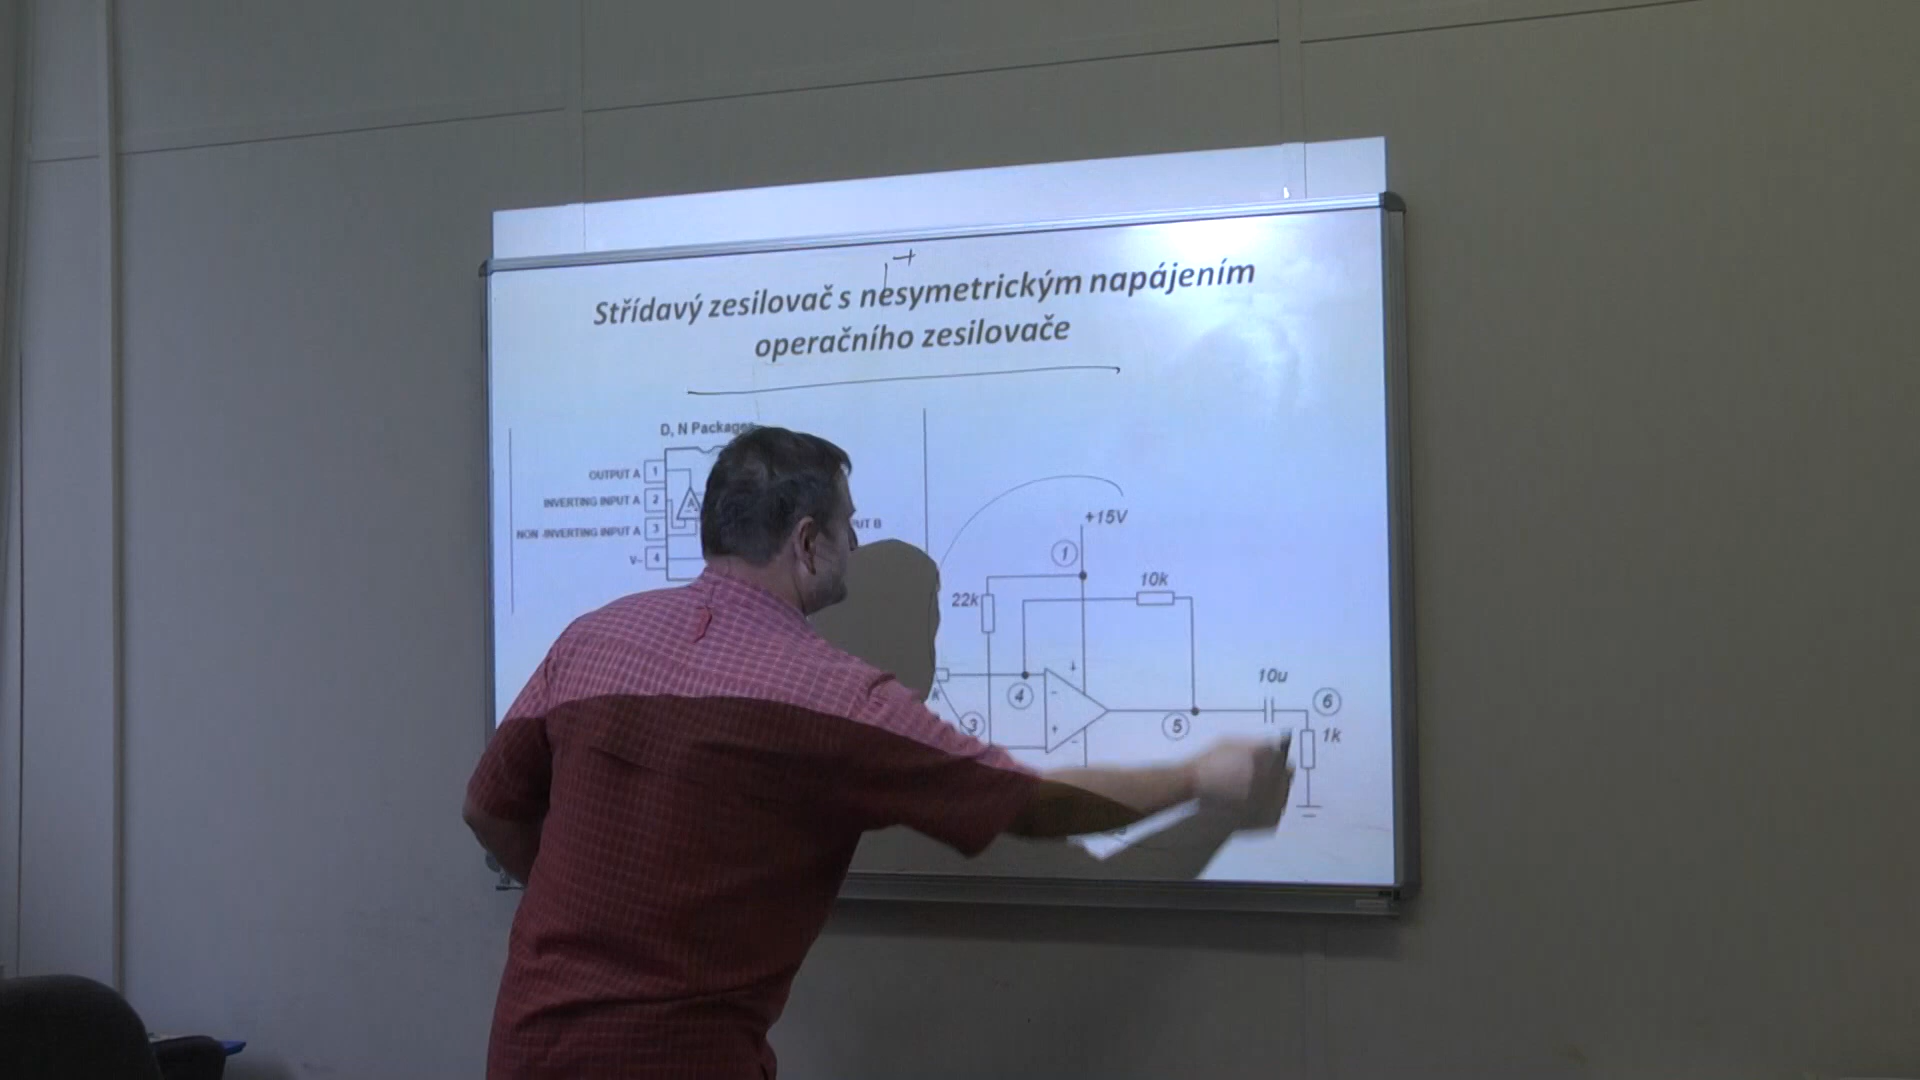 Střídavý zesilovač s nesymetrickým napájením
operačního zesilovače
D, N Packages
OUTPUT A 1
INVERTING INPUT A 2
NON-INVERTING INPUT A 3
V- 4
A
UT B
+15V
1
10k
22k
4
10u
6
3
5
1k